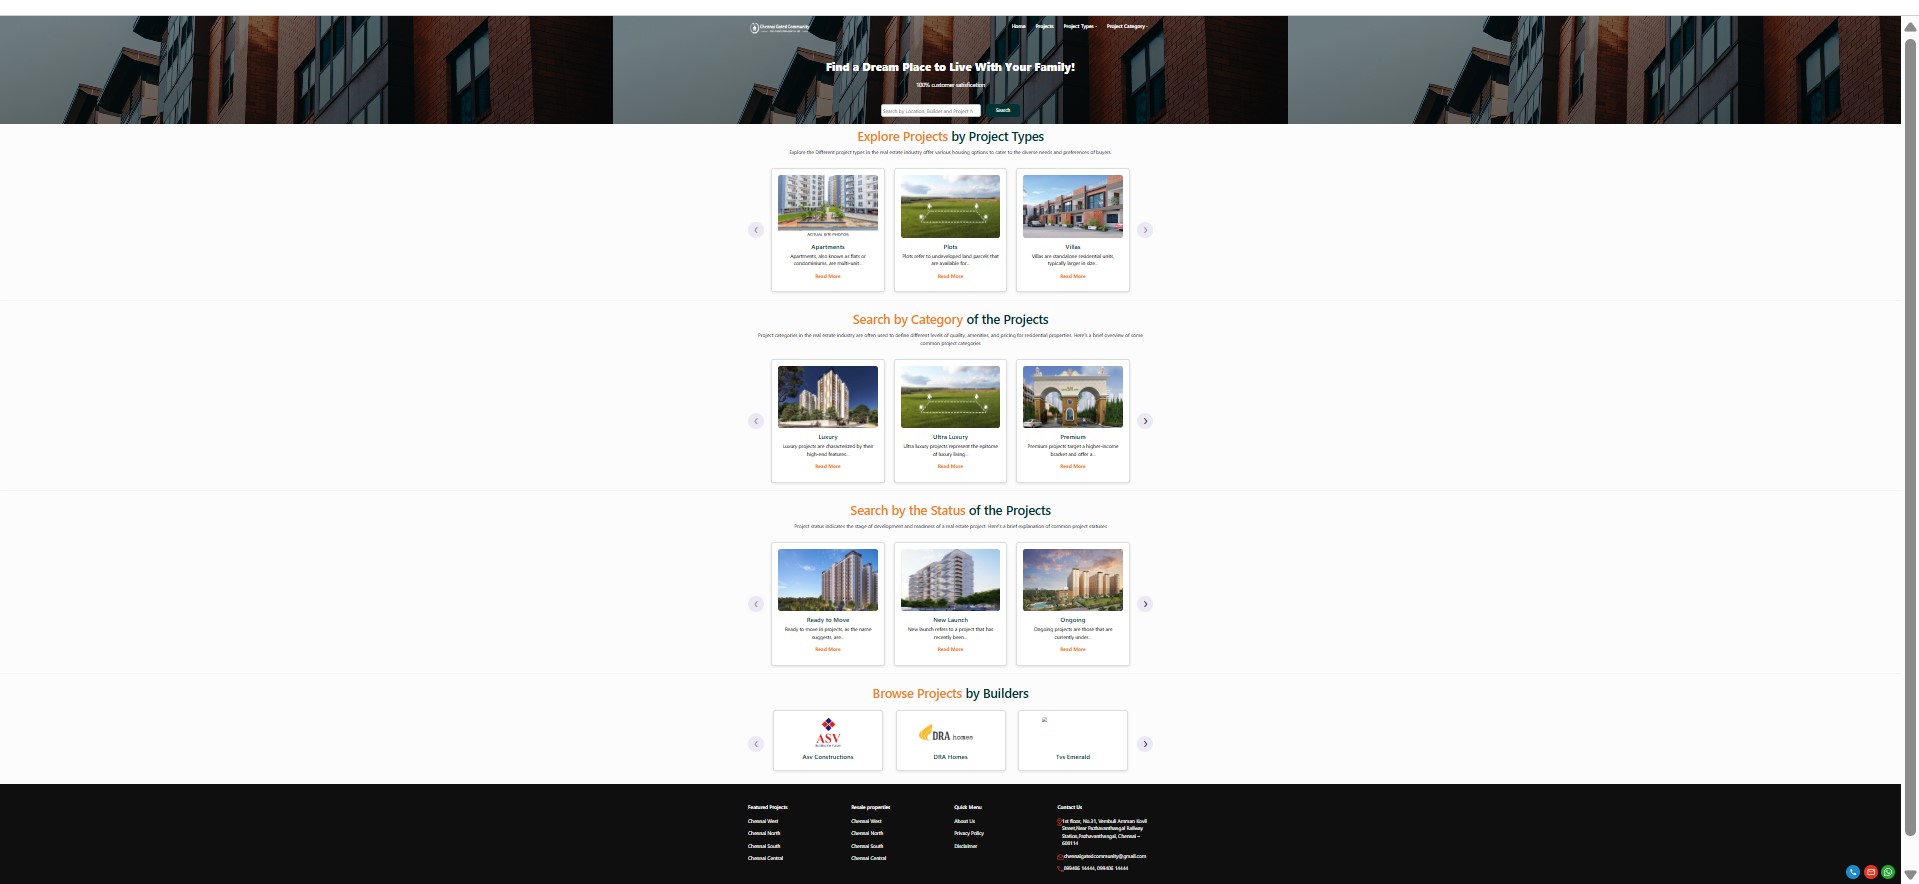 Chennai Gated Community
Home Projects Project Types Project Category
Find a Dream Place to Live With Your Family!
100% customer satisfication
Search by Location, Builder and Project N
Search
Explore Projects by Project Types
Explore the Different project types in the real estate industry offer various housing options to cater to the diverse needs and preferences of buyers.
ACTUAL SITE PHOTOS
Apartments
Apartments, also known as flats or
condominiums, are multi-unit...
Read More
Plots
Plots refer to undeveloped land parcels that
are available for...
Read More
Villas
Villas are standalone residential units,
typically larger in size...
Read More
Search by Category of the Projects
Project categories in the real estate industry are often used to define different levels of quality, amenities, and pricing for residential properties. Here's a brief overview of some
common project categories
Luxury
Luxury projects are characterized by their
high-end features...
Read More
Ultra Luxury
Ultra luxury projects represent the epitome
of luxury living...
Read More
Premium
Premium projects target a higher-income
bracket and offer a...
Read More
Search by the Status of the Projects
Project status indicates the stage of development and readiness of a real estate project. Here's a brief explanation of common project statuses
Ready to Move
Ready to move in projects, as the name
suggests, are...
Read More
New Launch
New launch refers to a project that has
recently been...
Read More
Ongoing
Ongoing projects are those that are
currently under...
Read More
Browse Projects by Builders
ASV
Asv Constructions
DRA homes
DRA Homes
Tvs Emerald
Featured Projects
Chennai West
Chennai North
Chennai South
Chennai Central
Resale properties
Chennai West
Chennai North
Chennai South
Chennai Central
Quick Menu
About Us
Privacy Policy
Disclaimer
Contact Us
1st floor, No.31, Vembuli Amman Kovil
Street,Near Pazhavanthangal Railway
Station,Pazhavanthangal, Chennai –
600114
chennaigatedcommunity@gmail.com
099406 14444, 099406 14444